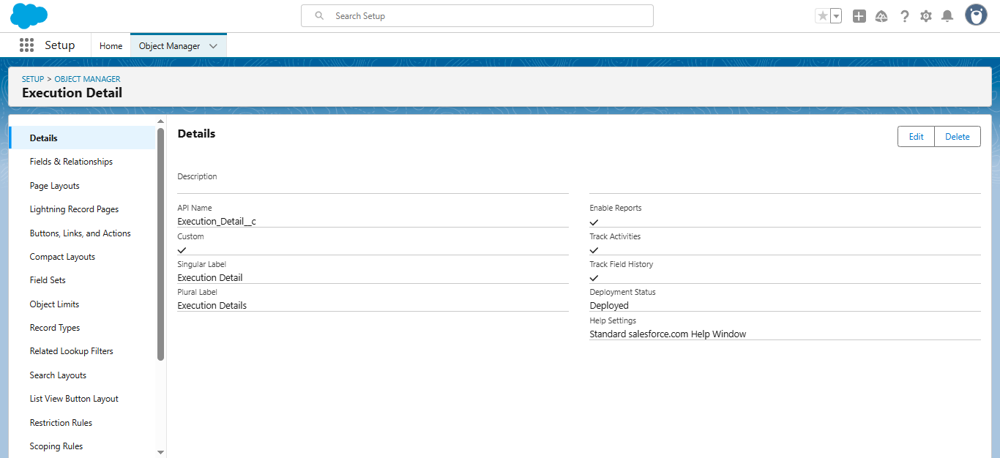 Search Setup
Setup
Home
Object Manager
SETUP > OBJECT MANAGER
Execution Detail
Details
Fields & Relationships
Page Layouts
Lightning Record Pages
Buttons, Links, and Actions
Compact Layouts
Field Sets
Object Limits
Record Types
Related Lookup Filters
Search Layouts
List View Button Layout
Restriction Rules
Scoping Rules
Details
Edit
Delete
Description
API Name
Execution_Detail__c
Custom
Singular Label
Execution Detail
Plural Label
Execution Details
Enable Reports
Track Activities
Track Field History
Deployment Status
Deployed
Help Settings
Standard salesforce.com Help Window